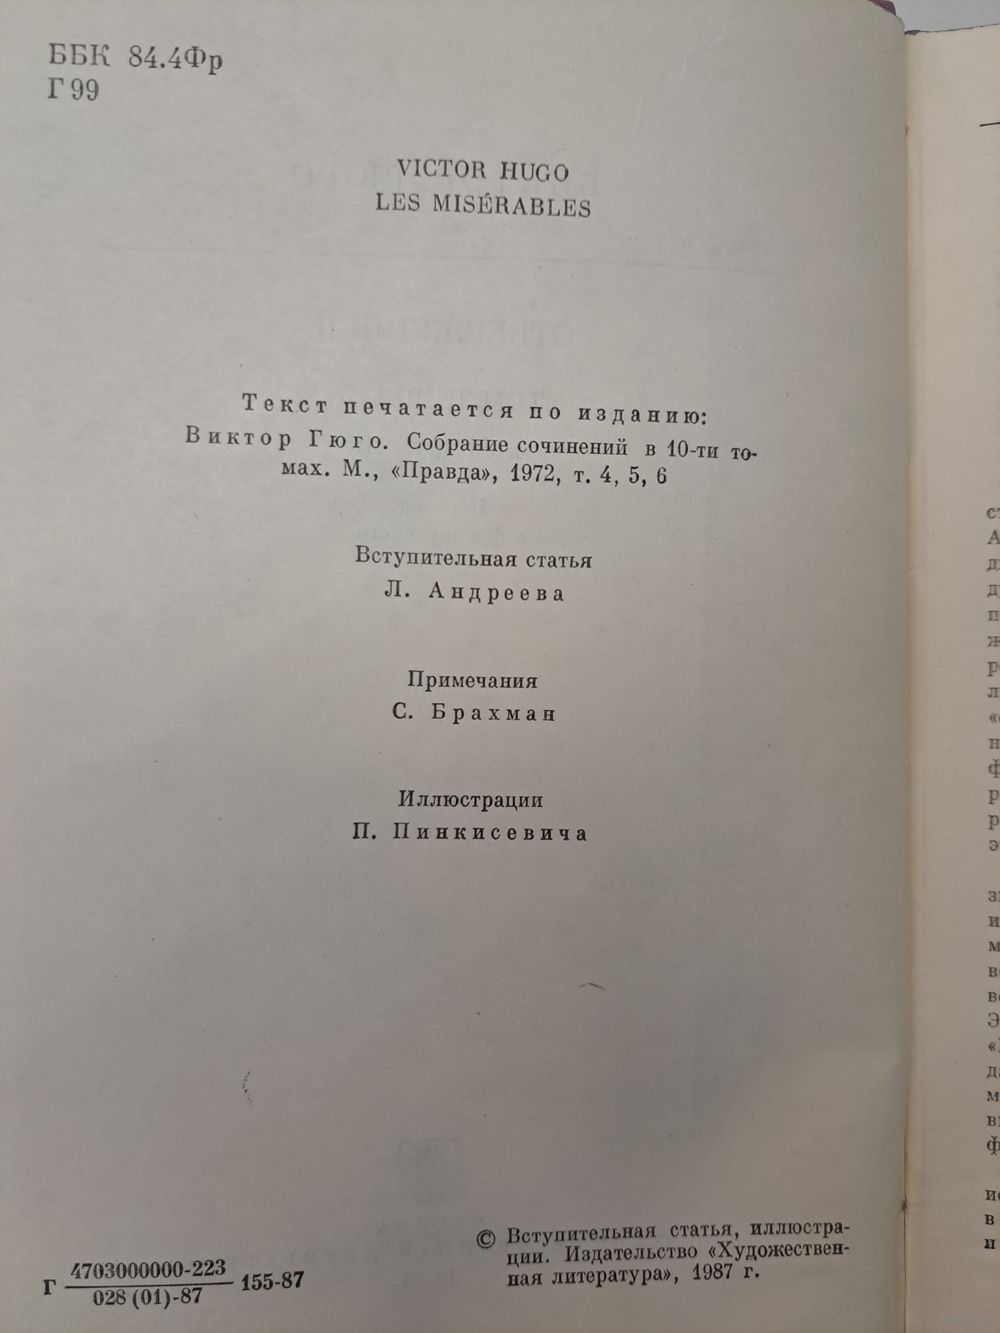 ББК 84.4Фр
Г 99
VICTOR HUGO
LES MISÉRABLES
Текст печатается по изданию:
Виктор Гюго. Собрание сочинений в 10-ти то-
мах. М., «Правда», 1972, т. 4, 5, 6
Вступительная статья
Л. Андреева
Примечания
С. Брахман
Иллюстрации
П. Пинкисевича
Г 4703000000-223 155-87
028 (01)-87
© Вступительная статья, иллюстра-
ции. Издательство «Художествен-
ная литература», 1987 г.